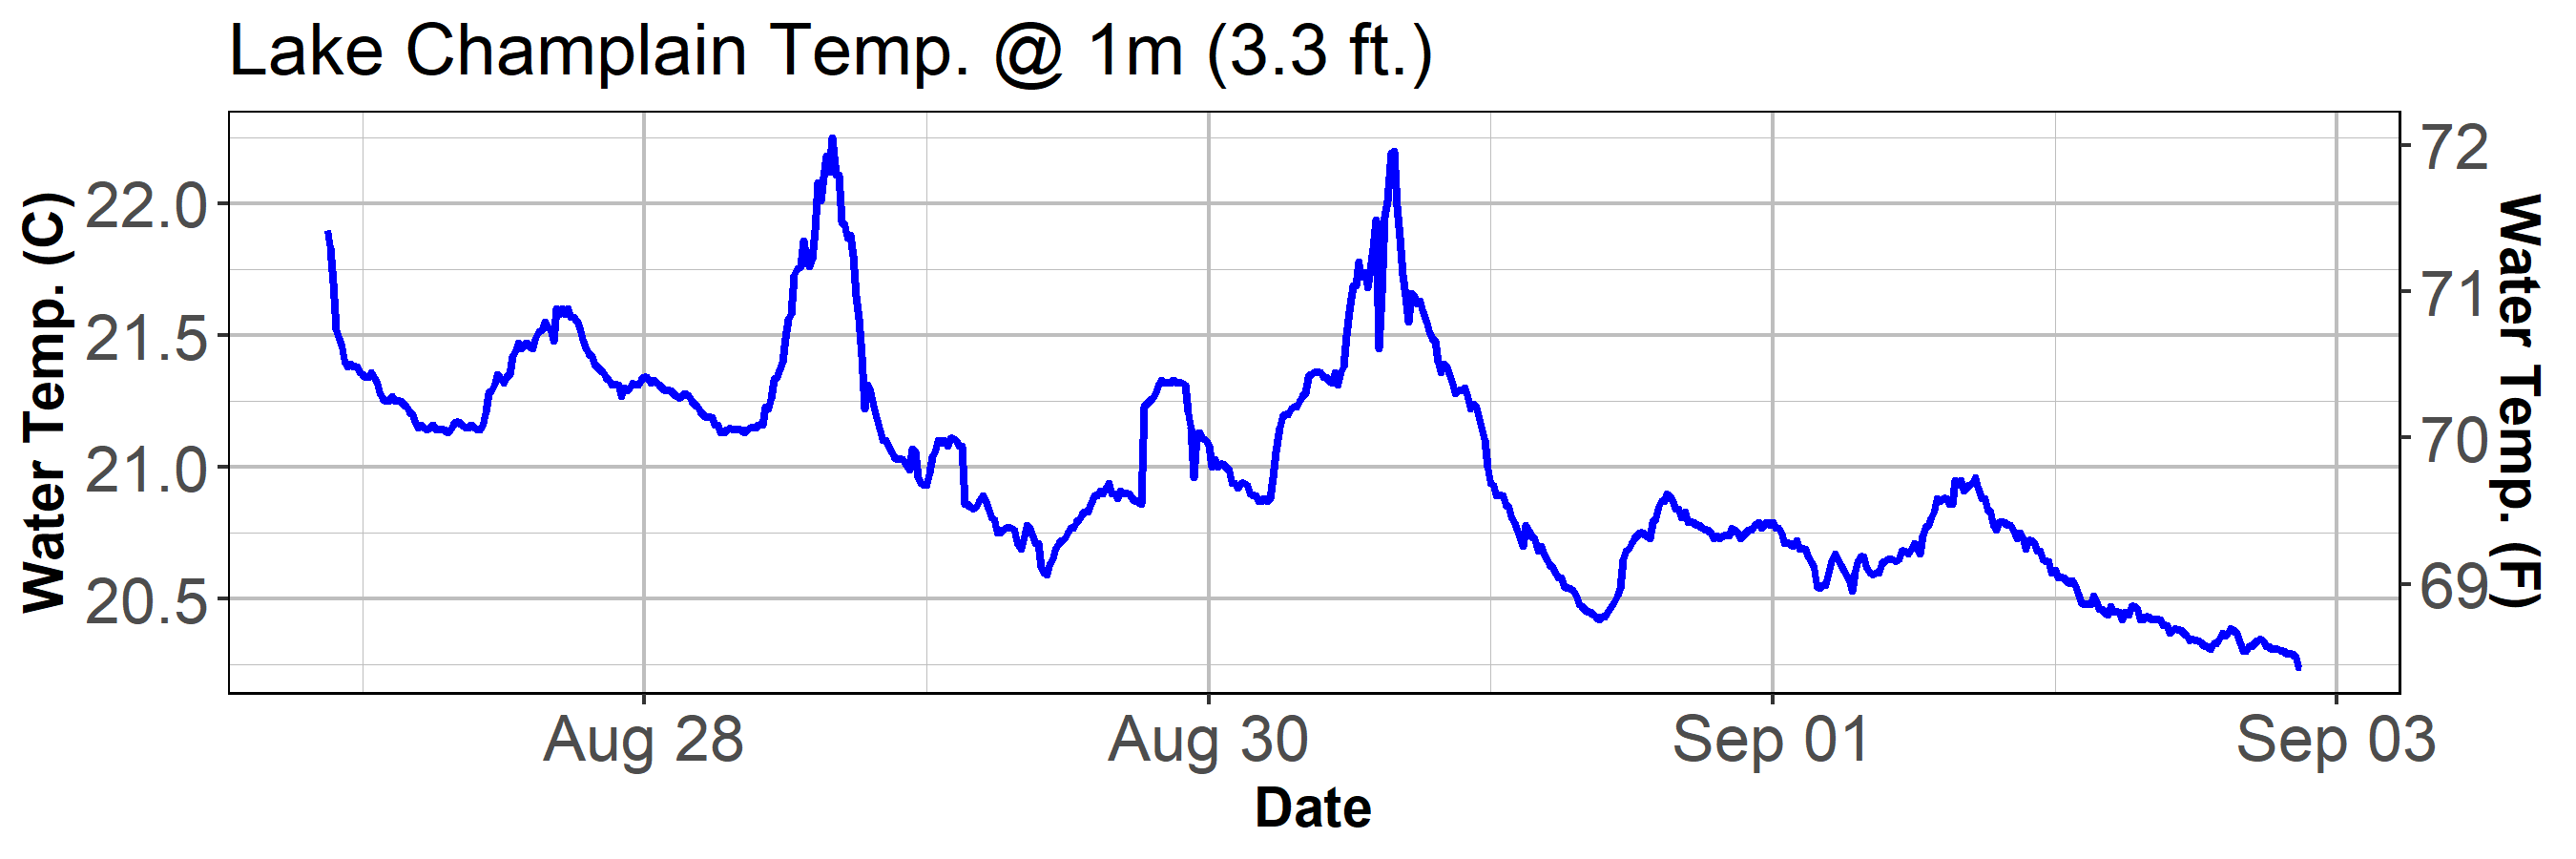 Lake Champlain Temp. @ 1m (3.3 ft.)
Water Temp. (C)
22.0
21.5
21.0
20.5
72
71
70
69
Water Temp. (F)
Aug 28
Aug 30
Sep 01
Sep 03
Date